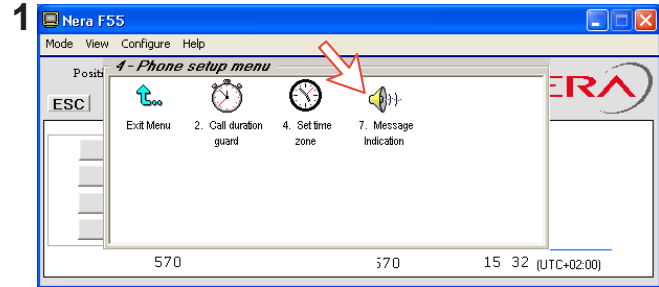 1
Nera F55
Mode View Configure Help
Positi
4 - Phone setup menu
ERA
ESC
Exit Menu
2. Call duration guard
4. Set time zone
7. Message Indication
570
570
15 32 (UTC+02:00)